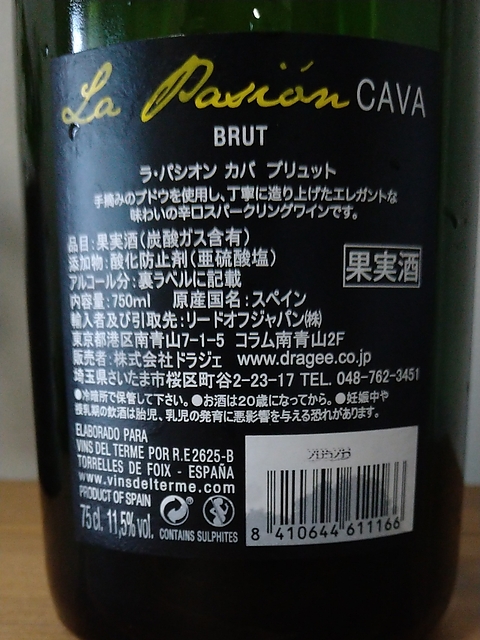 La Pasión CAVA
BRUT
ラ・パシオン カバ ブリュット
手摘みのブドウを使用し、丁寧に造り上げたエレガントな
味わいの辛口スパークリングワインです。
品目:果実酒(炭酸ガス含有)
添加物:酸化防止剤(亜硫酸塩)
果実酒
アルコール分:裏ラベルに記載
内容量:750ml 原産国名:スペイン
輸入者及び引取先:リードオフジャパン㈱
東京都港区南青山7-1-5 コラム南青山2F
販売者:株式会社ドラジェ www.dragee.co.jp
埼玉県さいたま市桜区町谷2-23-17 TEL. 048-762-3451
●冷暗所で保管して下さい。●お酒は20歳になってから。●妊娠中や
授乳期の飲酒は胎児、乳児の発育に悪影響を与える恐れがあります。
ELABORADO PARA
VINS DEL TERME POR R.E 2625-B
TORRELLES DE FOIX - ESPAÑA
www.vinsdelterme.com
PRODUCT OF SPAIN
75 cl. 11,5% vol.
CONTAINS SULPHITES
8 410644 611166